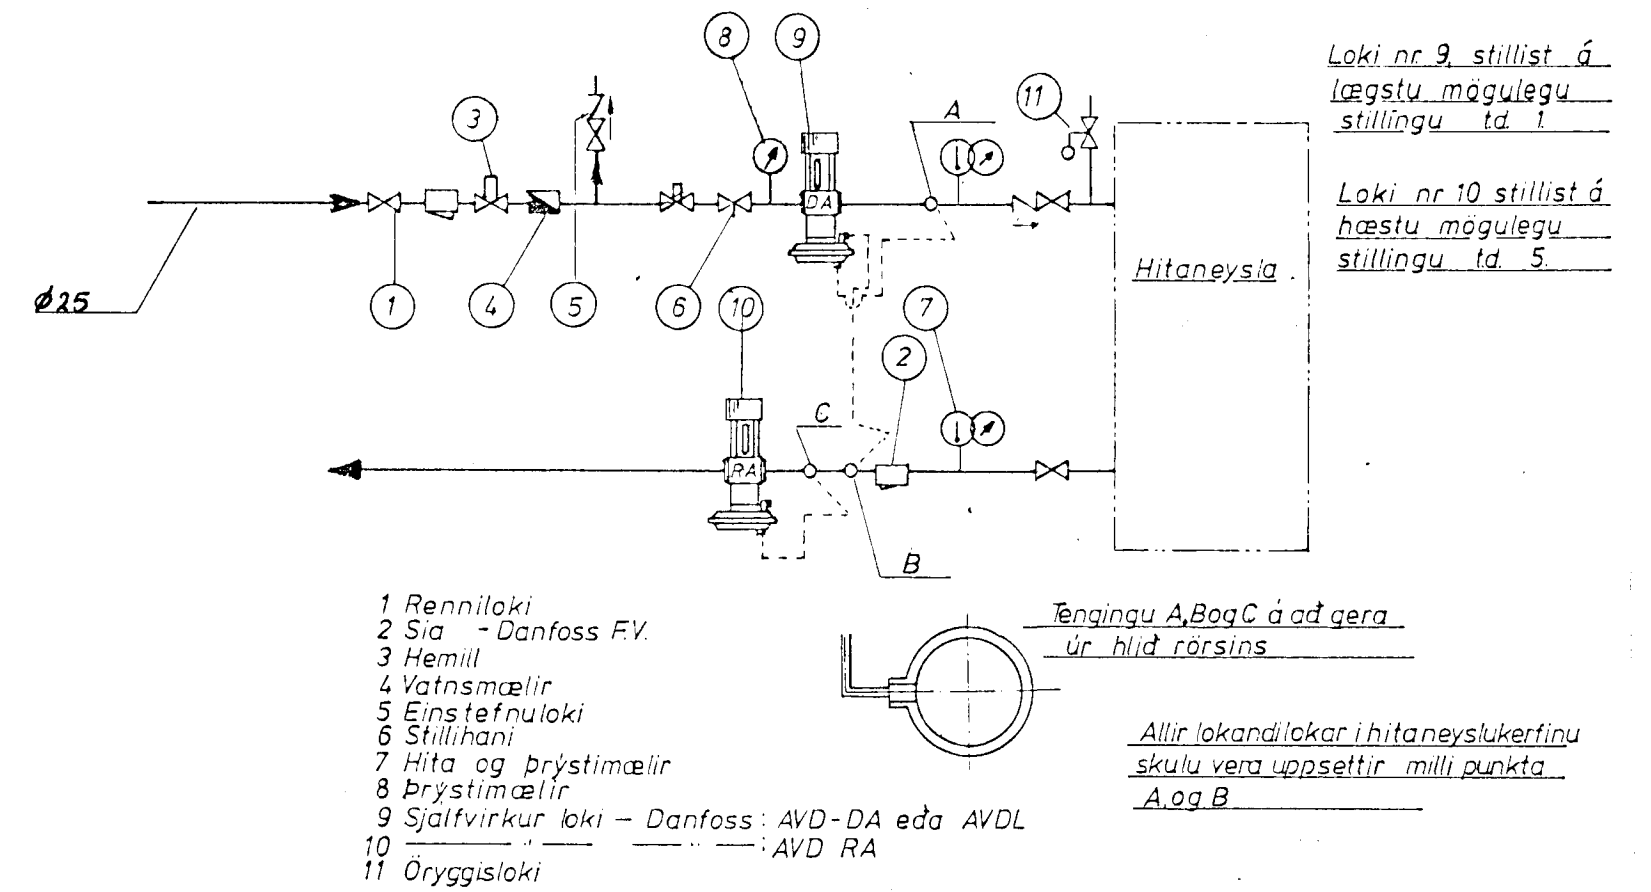 8
9
3
11
A
Loki nr. 9, stillist á
lægstu mögulegu
stillingu td. 1.
Loki nr 10 stillist á
hæstu mögulegu
stillingu td. 5.
DA
Hitaneysla
ϕ25
1
4
5
6
10
7
2
C
RA
B
1 Renniloki
2 Sia - Danfoss F.V.
3 Hemill
4 Vatnsmælir
5 Einstefnuloki
6 Stillihani
7 Hita og þrýstimælir
8 Þrýstimælir
9 Sjálfvirkur loki - Danfoss : AVD-DA eða AVDL
10 —— " —— —— " —— : AVD RA
11 Öryggisloki
Tengingu A,B og C á að gera
úr hlið rörsins
Allir lokandi lokar i hitaneyslukerfinu
skulu vera uppsettir milli punkta
A, og B